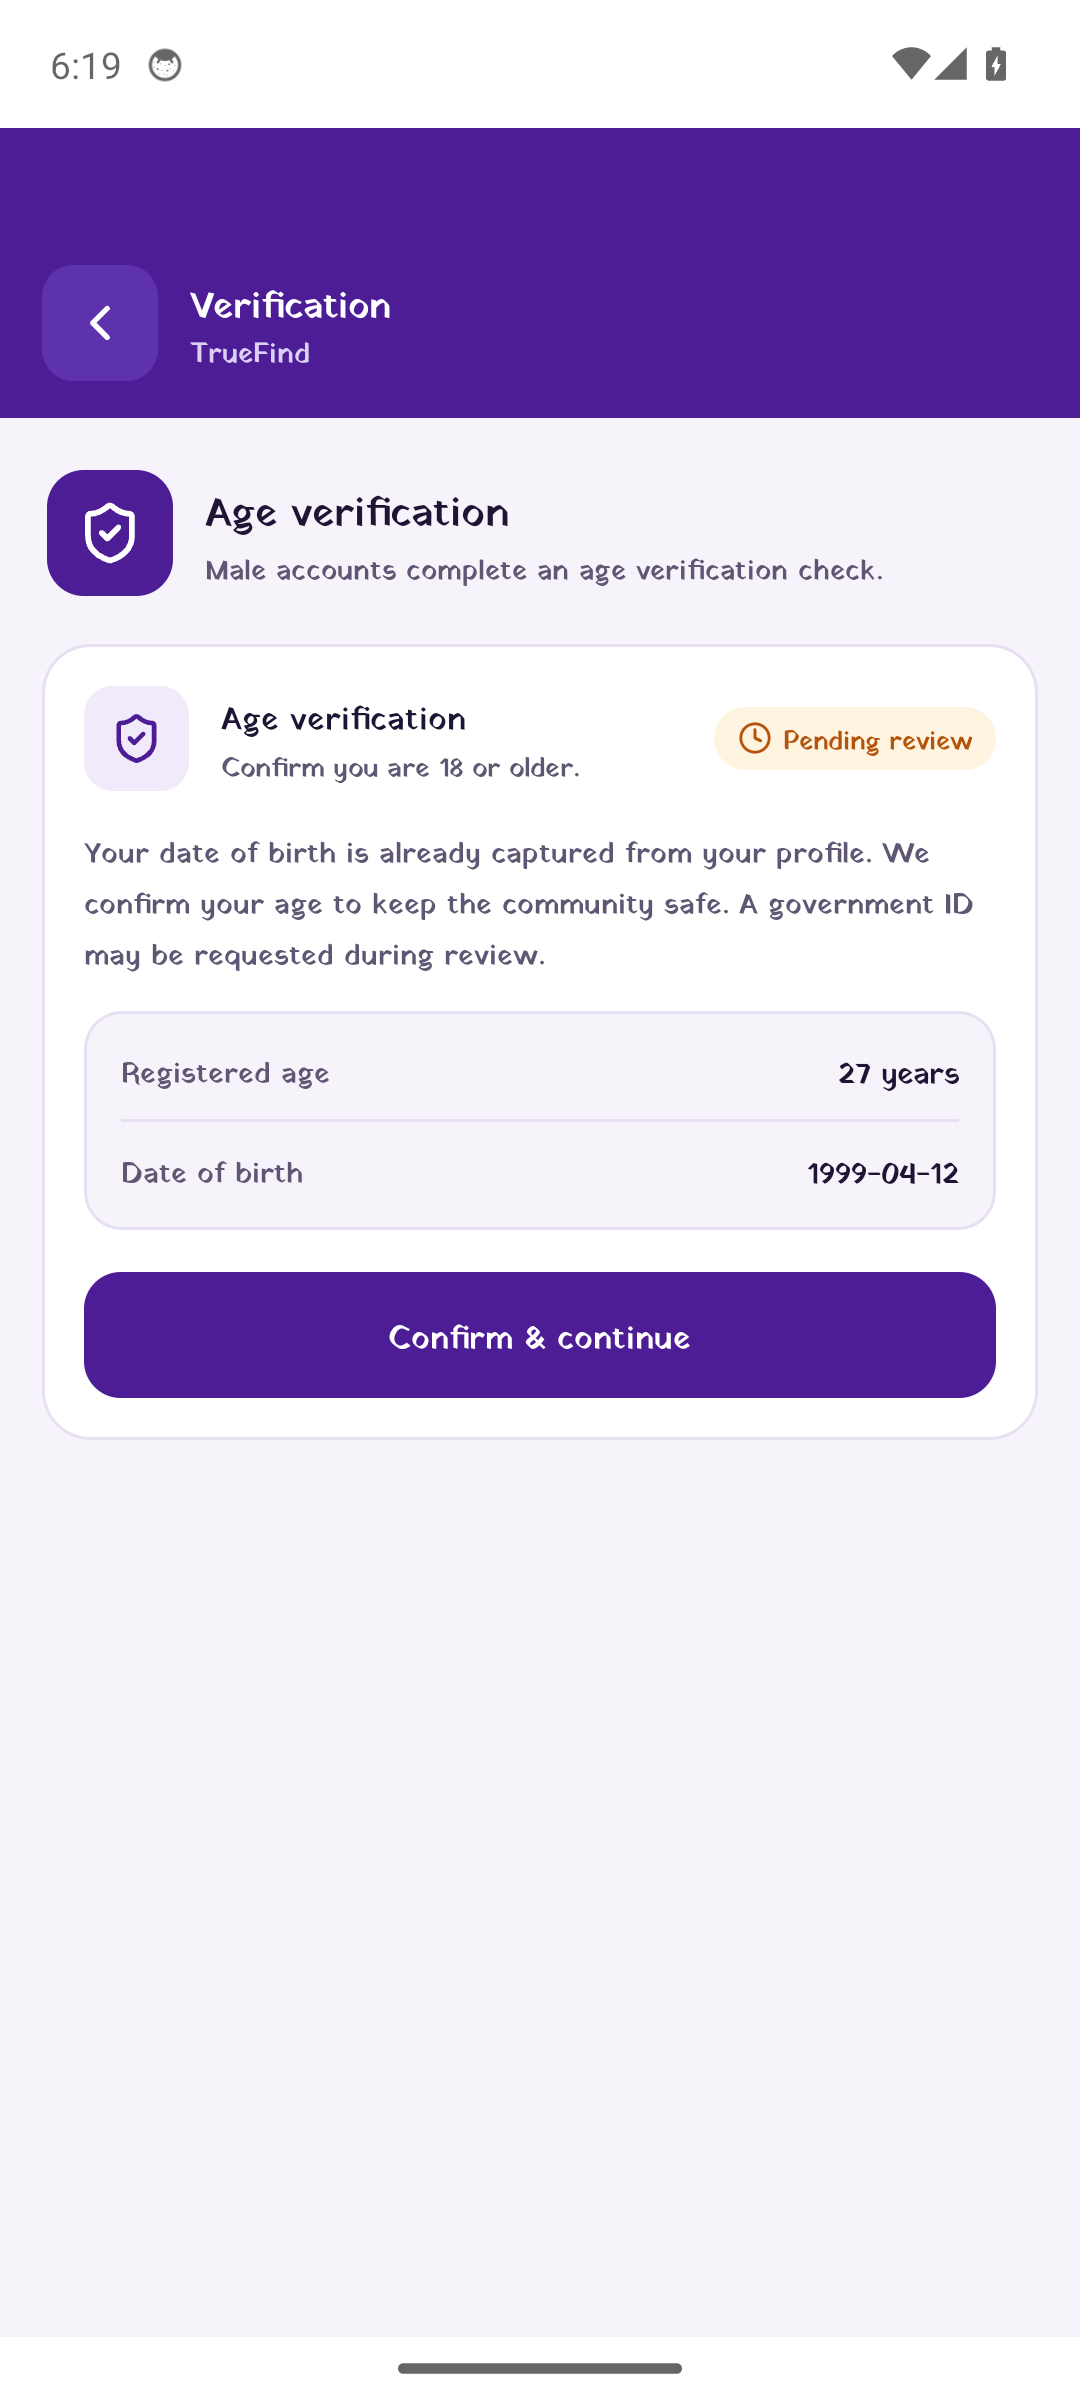 6:19
Verification
TrueFind
Age verification
Male accounts complete an age verification check.
Age verification
Confirm you are 18 or older.
Pending review
Your date of birth is already captured from your profile. We
confirm your age to keep the community safe. A government ID
may be requested during review.
Registered age
27 years
Date of birth
1999-04-12
Confirm & continue